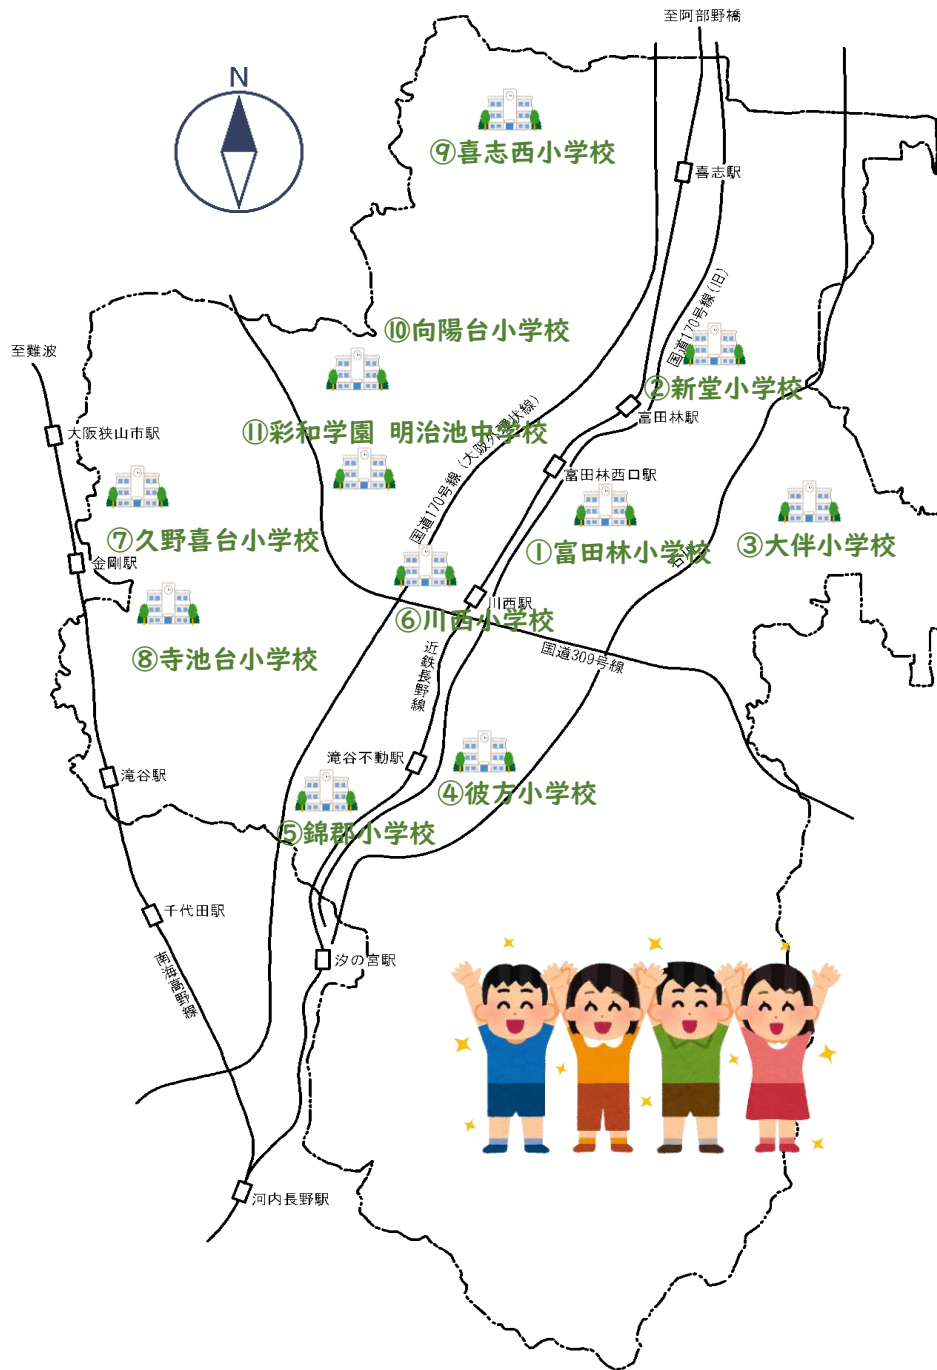 至阿部野橋
N
⑨喜志西小学校
喜志駅
国道170号線(旧)
⑩向陽台小学校
至難波
②新堂小学校
富田林駅
大阪狭山市駅
⑪彩和学園 明治池中学校
国道170号線(大阪外環状線)
富田林西口駅
⑦久野喜台小学校
①富田林小学校
③大伴小学校
金剛駅
川西駅
⑥川西小学校
⑧寺池台小学校
近鉄長野線
国道309号線
滝谷不動駅
滝谷駅
④彼方小学校
⑤錦郡小学校
千代田駅
南海高野線
汐の宮駅
河内長野駅